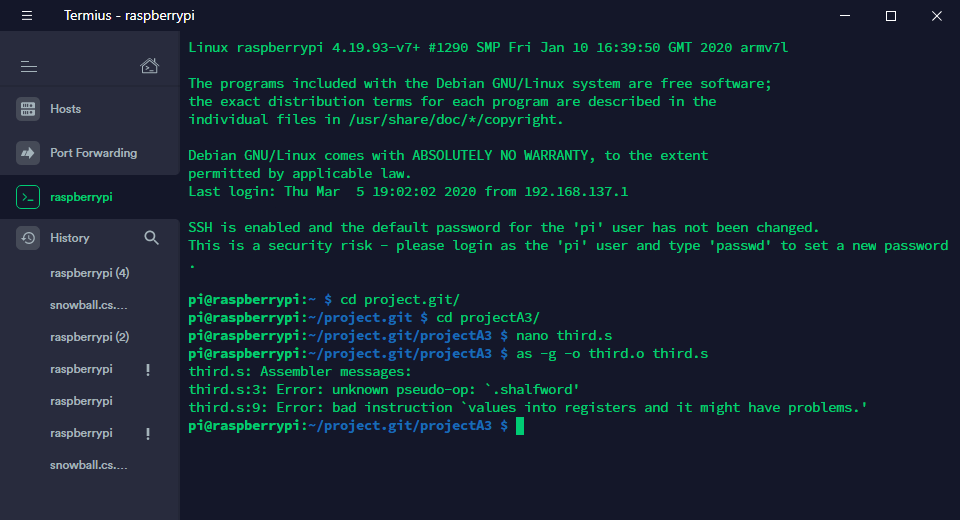 Termius - raspberrypi
Hosts
Port Forwarding
raspberrypi
History
raspberrypi (4)
snowball.cs....
raspberrypi (2)
raspberrypi !
raspberrypi
raspberrypi !
snowball.cs....
Linux raspberrypi 4.19.93-v7+ #1290 SMP Fri Jan 10 16:39:50 GMT 2020 armv7l
The programs included with the Debian GNU/Linux system are free software;
the exact distribution terms for each program are described in the
individual files in /usr/share/doc/*/copyright.
Debian GNU/Linux comes with ABSOLUTELY NO WARRANTY, to the extent
permitted by applicable law.
Last login: Thu Mar  5 19:02:02 2020 from 192.168.137.1
SSH is enabled and the default password for the 'pi' user has not been changed.
This is a security risk - please login as the 'pi' user and type 'passwd' to set a new password
.
pi@raspberrypi:~ $ cd project.git/
pi@raspberrypi:~/project.git $ cd projectA3/
pi@raspberrypi:~/project.git/projectA3 $ nano third.s
pi@raspberrypi:~/project.git/projectA3 $ as -g -o third.o third.s
third.s: Assembler messages:
third.s:3: Error: unknown pseudo-op: `.shalfword'
third.s:9: Error: bad instruction `values into registers and it might have problems.'
pi@raspberrypi:~/project.git/projectA3 $